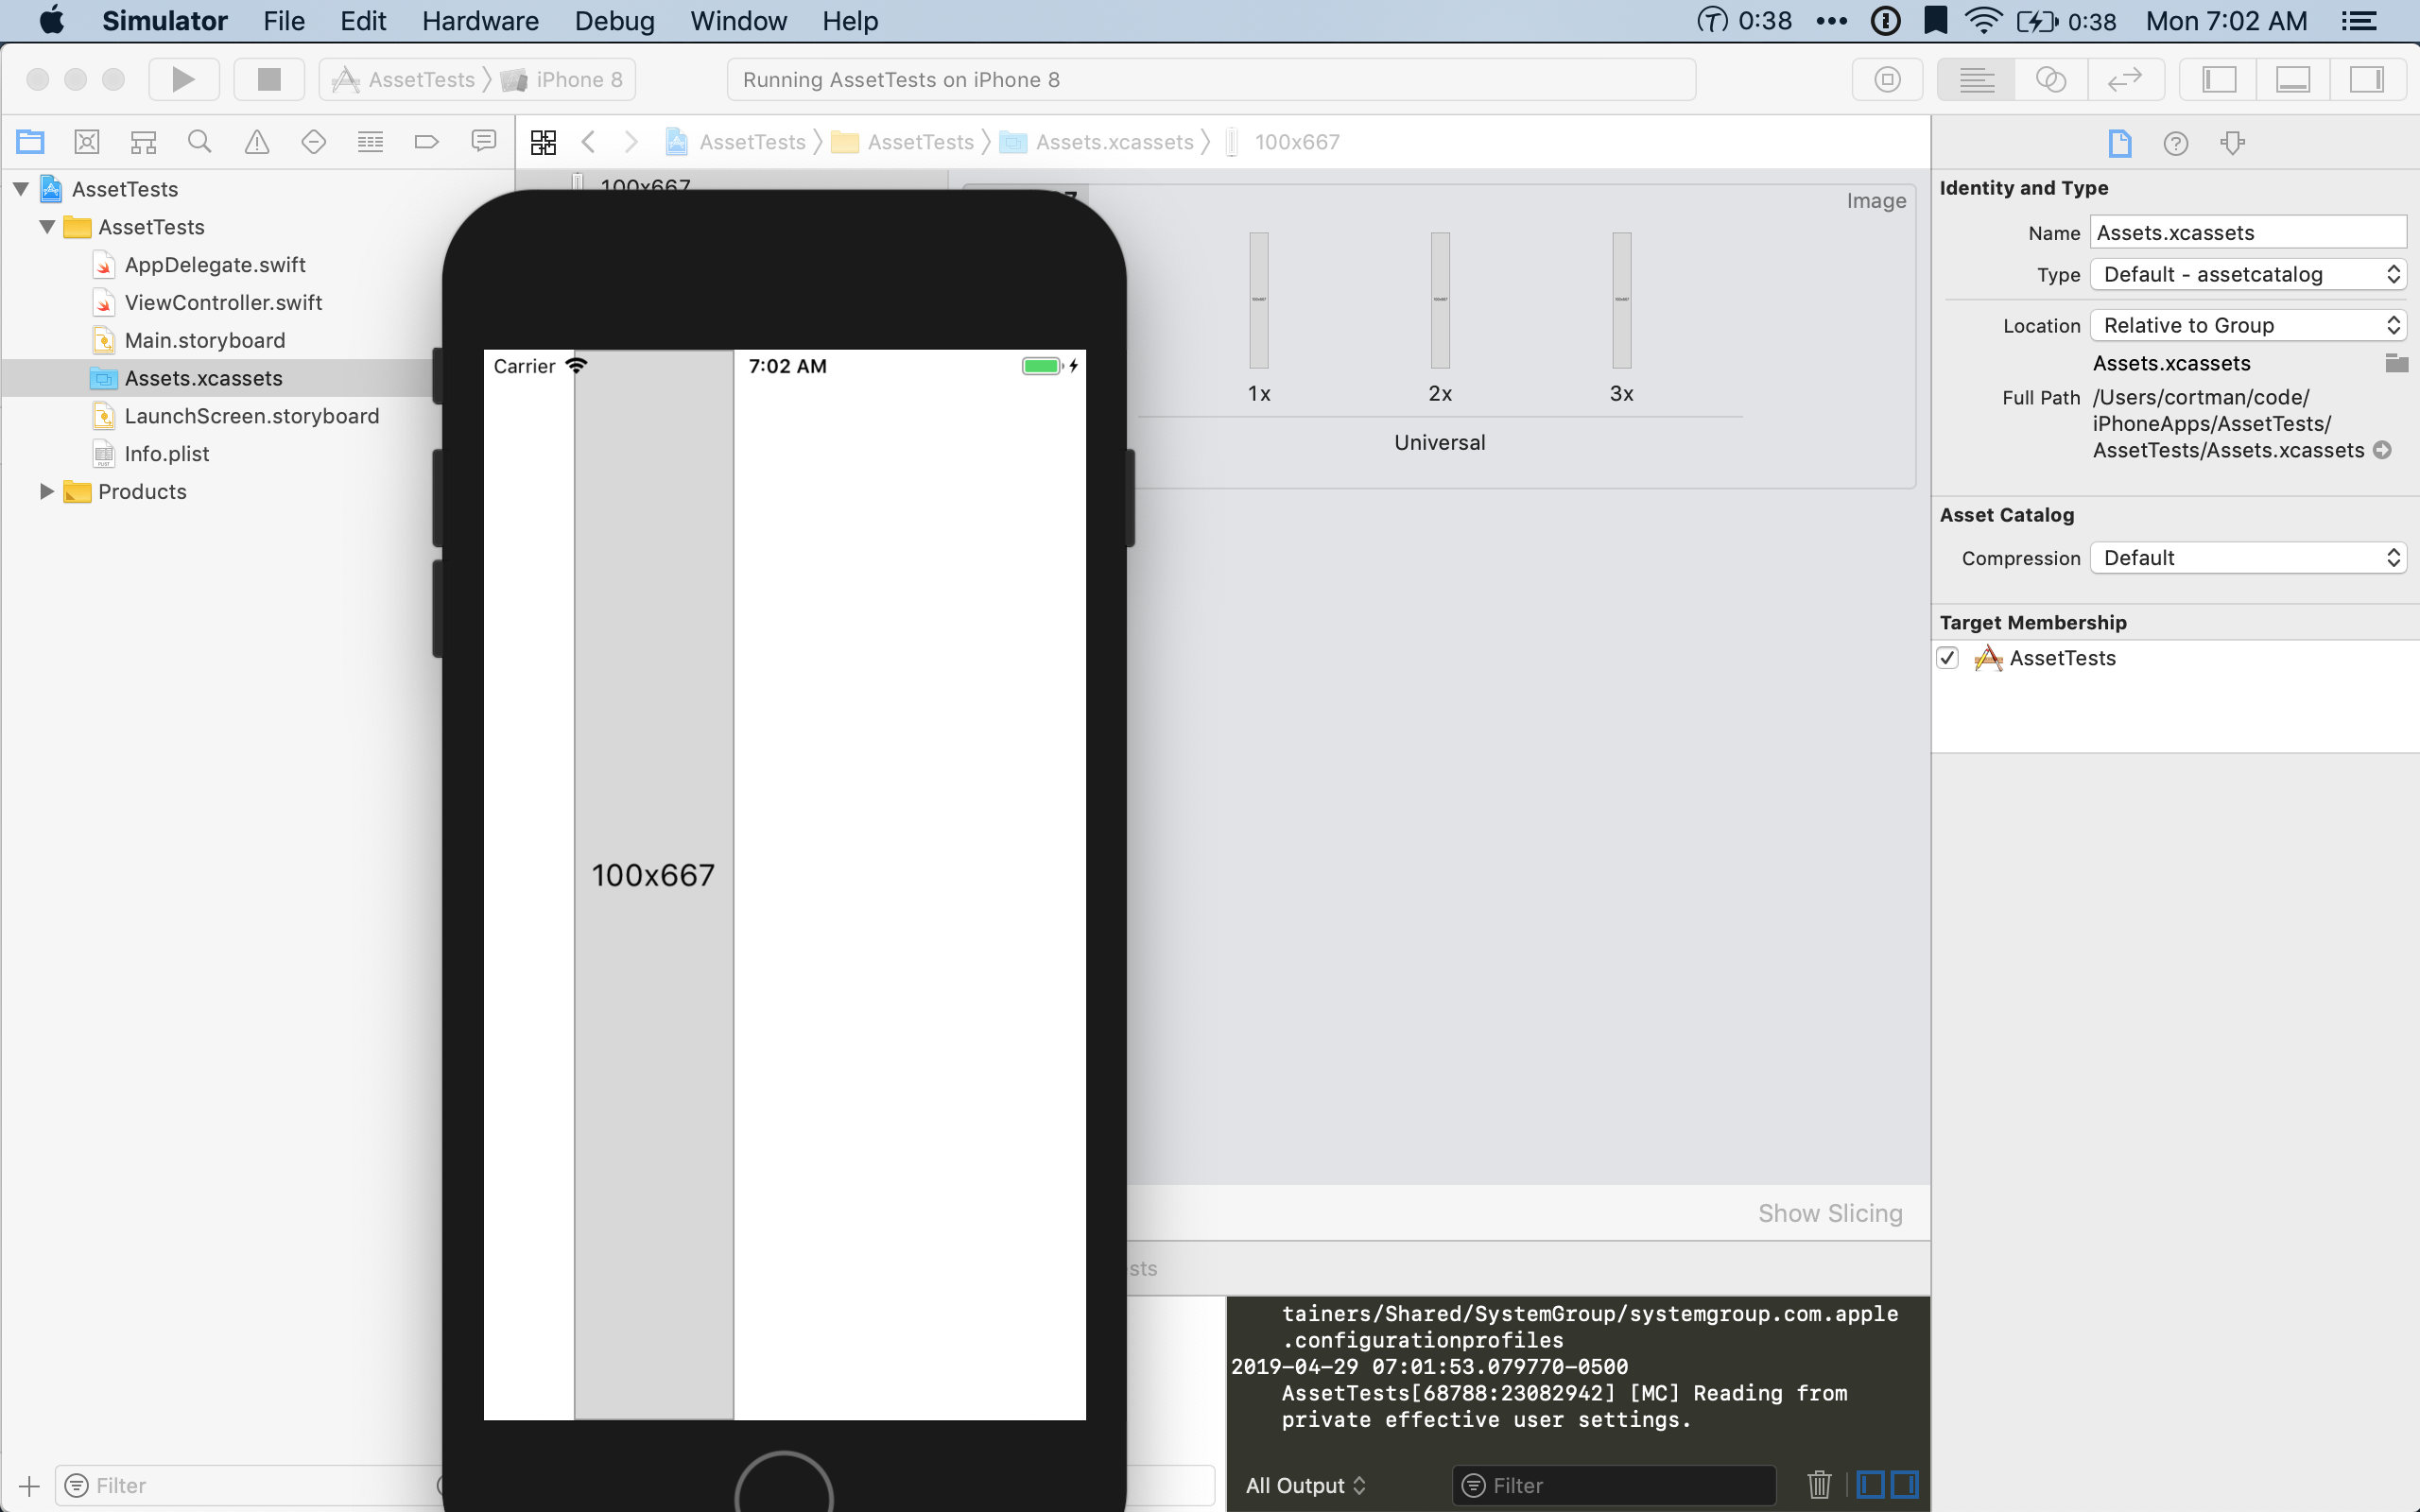 Simulator File Edit Hardware Debug Window Help 0:38 0:38 Mon 7:02 AM
AssetTests iPhone 8 Running AssetTests on iPhone 8
AssetTests AssetTests Assets.xcassets 100x667
AssetTests
AssetTests
AppDelegate.swift
ViewController.swift
Main.storyboard
Assets.xcassets
LaunchScreen.storyboard
Info.plist
Products
Filter
100x667
Carrier 7:02 AM
100x667
Image
1x 2x 3x
Universal
Show Slicing
tainers/Shared/SystemGroup/systemgroup.com.apple
.configurationprofiles
2019-04-29 07:01:53.079770-0500
AssetTests[68788:23082942] [MC] Reading from
private effective user settings.
All Output Filter
Identity and Type
Name Assets.xcassets
Type Default - assetcatalog
Location Relative to Group
Assets.xcassets
Full Path /Users/cortman/code/
iPhoneApps/AssetTests/
AssetTests/Assets.xcassets
Asset Catalog
Compression Default
Target Membership
AssetTests